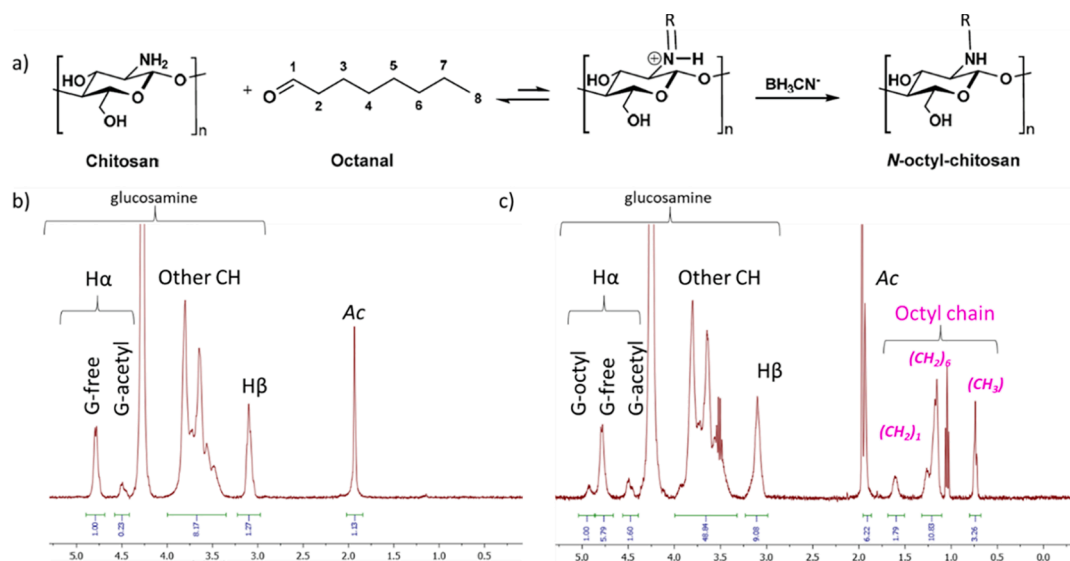 a)
NH₂
HO
O
O
OH
n
Chitosan
+
1
2
3
4
5
6
7
8
O
Octanal
R
N
H
HO
O
O
OH
n
BH₃CN⁻
R
NH
HO
O
O
OH
n
N-octyl-chitosan
b)
glucosamine
Hα
Other CH
G-free
G-acetyl
Hβ
Ac
1.00
0.23
8.17
1.27
1.13
5.0 4.5 4.0 3.5 3.0 2.5 2.0 1.5 1.0 0.5
c)
glucosamine
Hα
Other CH
G-octyl
G-free
G-acetyl
Hβ
Ac
Octyl chain
(CH₂)₁
(CH₂)₆
(CH₃)
1.00
5.79
1.60
48.84
9.08
6.22
1.79
10.83
3.26
5.0 4.5 4.0 3.5 3.0 2.5 2.0 1.5 1.0 0.5 -0.0